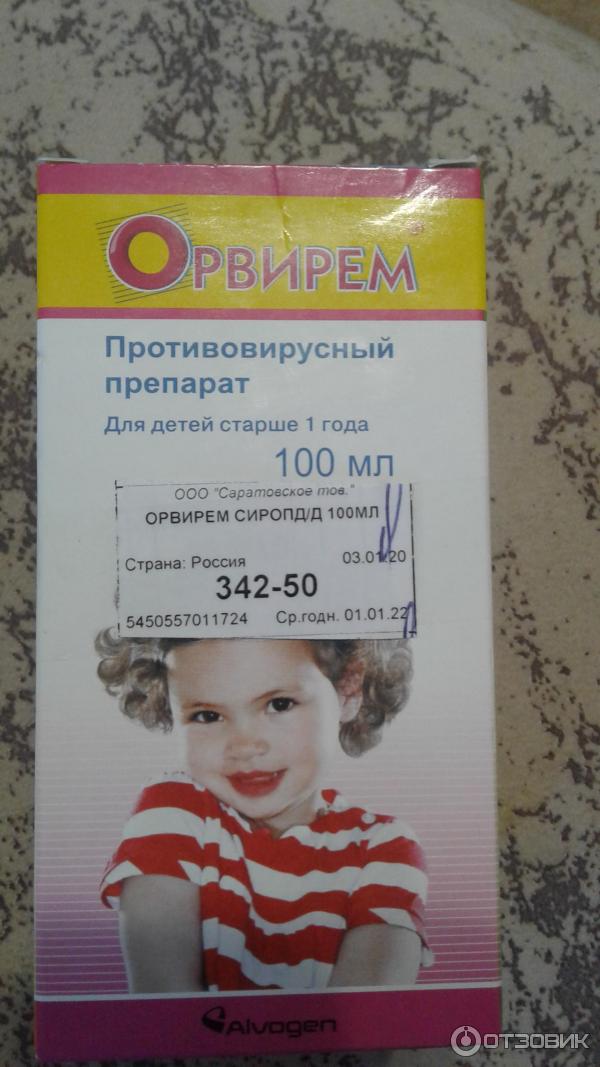 ОРВИРЕМ®
Противовирусный
препарат
Для детей старше 1 года
100 мл
ООО "Саратовское тов."
ОРВИРЕМ СИРОПД/Д 100МЛ
Страна: Россия 03.01.20
342-50
5450557011724 Ср.годн. 01.01.22
Alvogen
ОТЗОВИК